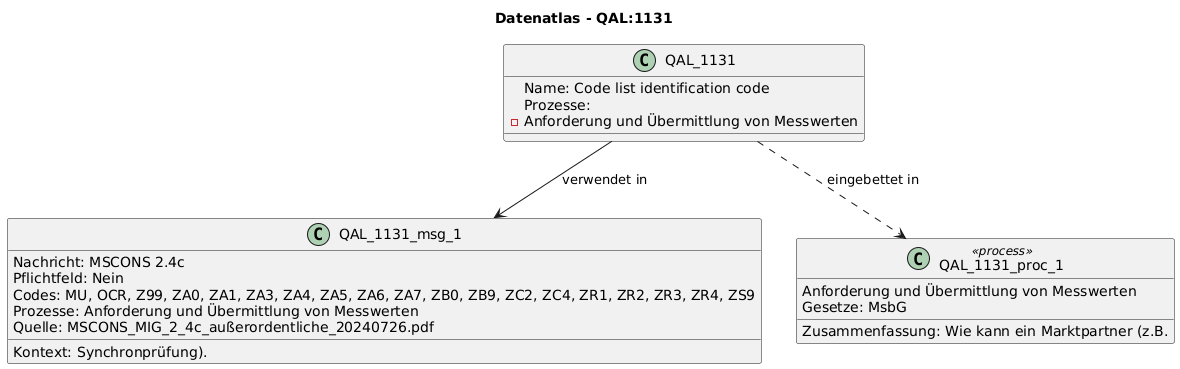 Datenatlas - QAL:1131
C QAL_1131
Name: Code list identification code
Prozesse:
Anforderung und Übermittlung von Messwerten
verwendet in
eingebettet in
C QAL_1131_msg_1
Nachricht: MSCONS 2.4c
Pflichtfeld: Nein
Codes: MU, OCR, Z99, ZA0, ZA1, ZA3, ZA4, ZA5, ZA6, ZA7, ZB0, ZB9, ZC2, ZC4, ZR1, ZR2, ZR3, ZR4, ZS9
Prozesse: Anforderung und Übermittlung von Messwerten
Quelle: MSCONS_MIG_2_4c_außerordentliche_20240726.pdf
Kontext: Synchronprüfung).
«process»
C QAL_1131_proc_1
Anforderung und Übermittlung von Messwerten
Gesetze: MsbG
Zusammenfassung: Wie kann ein Marktpartner (z.B.